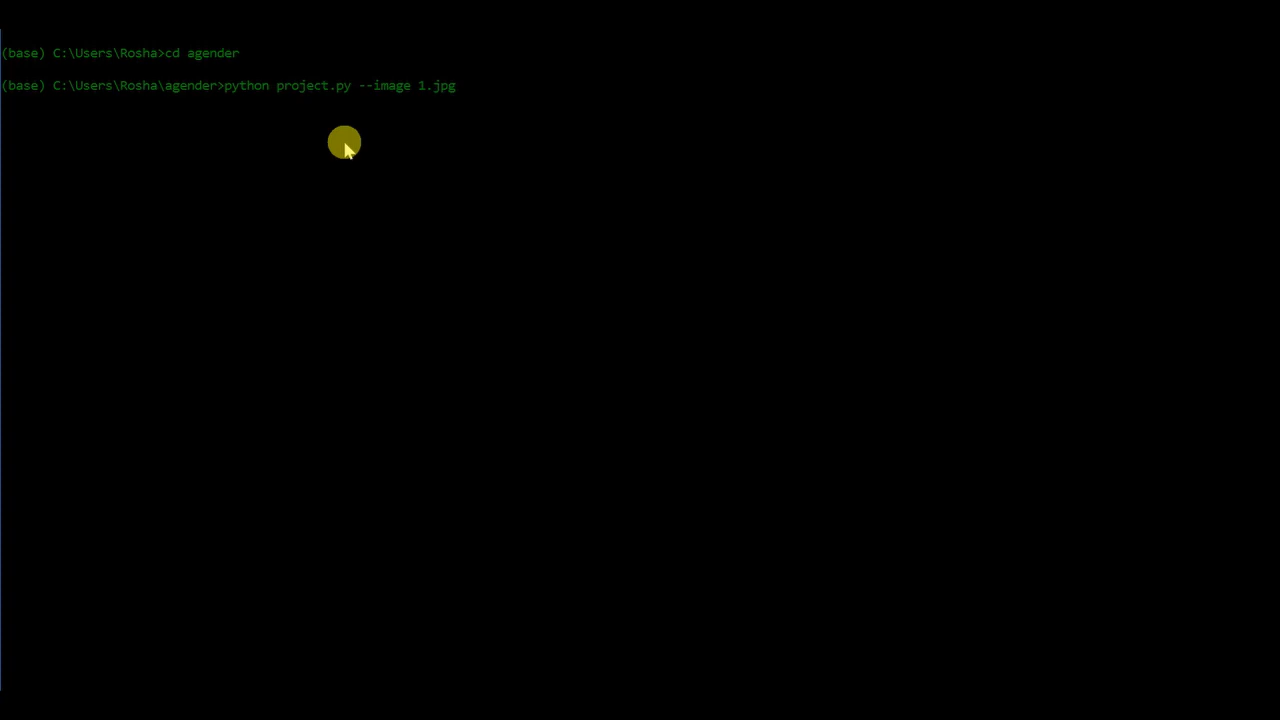 (base) C:\Users\Rosha>cd agender
(base) C:\Users\Rosha\agender>python project.py --image 1.jpg